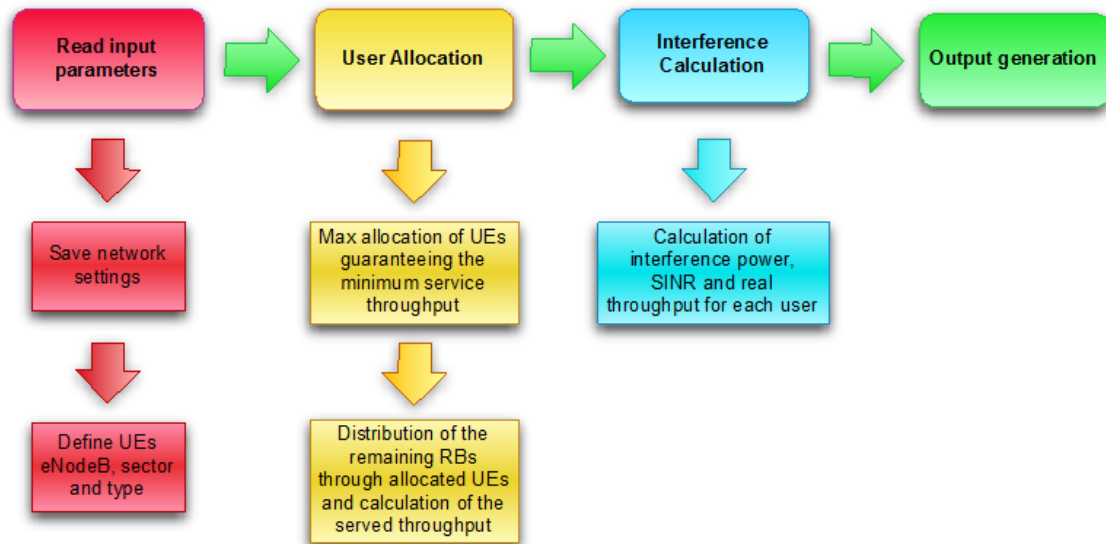 Read input
parameters
User Allocation
Interference
Calculation
Output generation
Save network
settings
Max allocation of UEs
guaranteeing the
minimum service
throughput
Calculation of
interference power,
SINR and real
throughput for each user
Define UEs
eNodeB, sector
and type
Distribution of the
remaining RBs
through allocated UEs
and calculation of the
served throughput